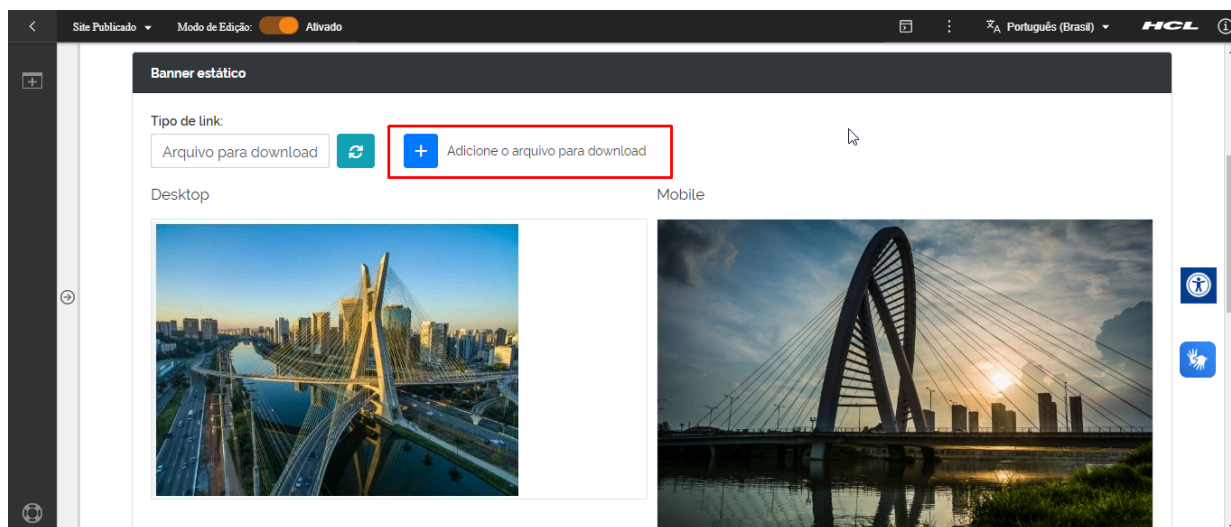 Site Publicado
Modo de Edição:
Ativado
Português (Brasil)
HCL
Banner estático
Tipo de link:
Arquivo para download
Adicione o arquivo para download
Desktop
Mobile